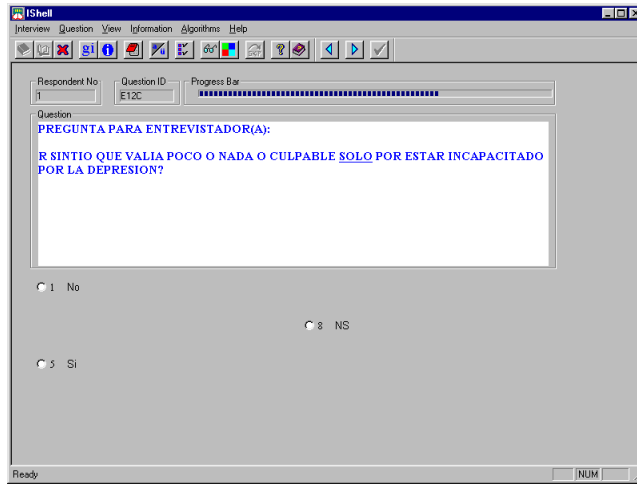 IShell
Interview Question View Information Algorithms Help
gi
Respondent No Question ID Progress Bar
1 E12C
Question
PREGUNTA PARA ENTREVISTADOR(A):
R SINTIO QUE VALIA POCO O NADA O CULPABLE SOLO POR ESTAR INCAPACITADO
POR LA DEPRESION?
1 No
8 NS
5 Si
Ready NUM